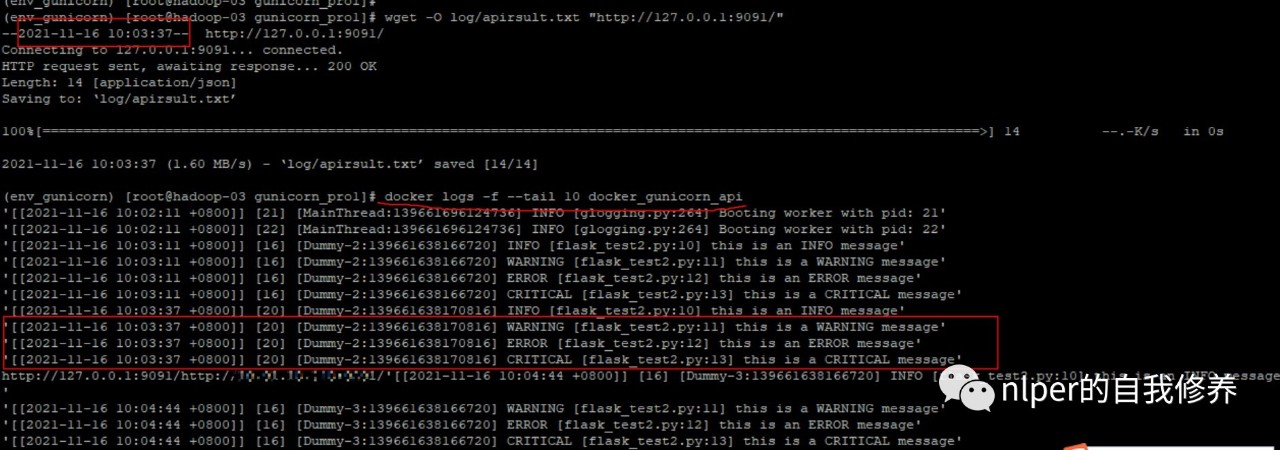 (env_gunicorn) [root@hadoop-03 gunicorn_pro1]#
(env_gunicorn) [root@hadoop-03 gunicorn_pro1]# wget -O log/apirsult.txt "http://127.0.0.1:9091/"
--2021-11-16 10:03:37--  http://127.0.0.1:9091/
Connecting to 127.0.0.1:9091... connected.
HTTP request sent, awaiting response... 200 OK
Length: 14 [application/json]
Saving to: ‘log/apirsult.txt’
100%[=====================================================================================================================>] 14          --.-K/s   in 0s
2021-11-16 10:03:37 (1.60 MB/s) - ‘log/apirsult.txt’ saved [14/14]
(env_gunicorn) [root@hadoop-03 gunicorn_pro1]# docker logs -f --tail 10 docker_gunicorn_api
'[[2021-11-16 10:02:11 +0800]] [21] [MainThread:139661696124736] INFO [glogging.py:264] Booting worker with pid: 21'
'[[2021-11-16 10:02:11 +0800]] [22] [MainThread:139661696124736] INFO [glogging.py:264] Booting worker with pid: 22'
'[[2021-11-16 10:03:11 +0800]] [16] [Dummy-2:139661638166720] INFO [flask_test2.py:10] this is an INFO message'
'[[2021-11-16 10:03:11 +0800]] [16] [Dummy-2:139661638166720] WARNING [flask_test2.py:11] this is a WARNING message'
'[[2021-11-16 10:03:11 +0800]] [16] [Dummy-2:139661638166720] ERROR [flask_test2.py:12] this is an ERROR message'
'[[2021-11-16 10:03:11 +0800]] [16] [Dummy-2:139661638166720] CRITICAL [flask_test2.py:13] this is a CRITICAL message'
'[[2021-11-16 10:03:37 +0800]] [20] [Dummy-2:139661638170816] INFO [flask_test2.py:10] this is an INFO message'
'[[2021-11-16 10:03:37 +0800]] [20] [Dummy-2:139661638170816] WARNING [flask_test2.py:11] this is a WARNING message'
'[[2021-11-16 10:03:37 +0800]] [20] [Dummy-2:139661638170816] ERROR [flask_test2.py:12] this is an ERROR message'
'[[2021-11-16 10:03:37 +0800]] [20] [Dummy-2:139661638170816] CRITICAL [flask_test2.py:13] this is a CRITICAL message'
http://127.0.0.1:9091/http:/ /'[[2021-11-16 10:04:44 +0800]] [16] [Dummy-3:139661638166720] INFO [ test2.py:10] this is an INFO message
'
'[[2021-11-16 10:04:44 +0800]] [16] [Dummy-3:139661638166720] WARNING [flask_test2.py:11] this is a WARNING message'
'[[2021-11-16 10:04:44 +0800]] [16] [Dummy-3:139661638166720] ERROR [flask_test2.py:12] this is an ERROR message'
'[[2021-11-16 10:04:44 +0800]] [16] [Dummy-3:139661638166720] CRITICAL [flask_test2.py:13] this is a CRITICAL message'
nlper的自我修养